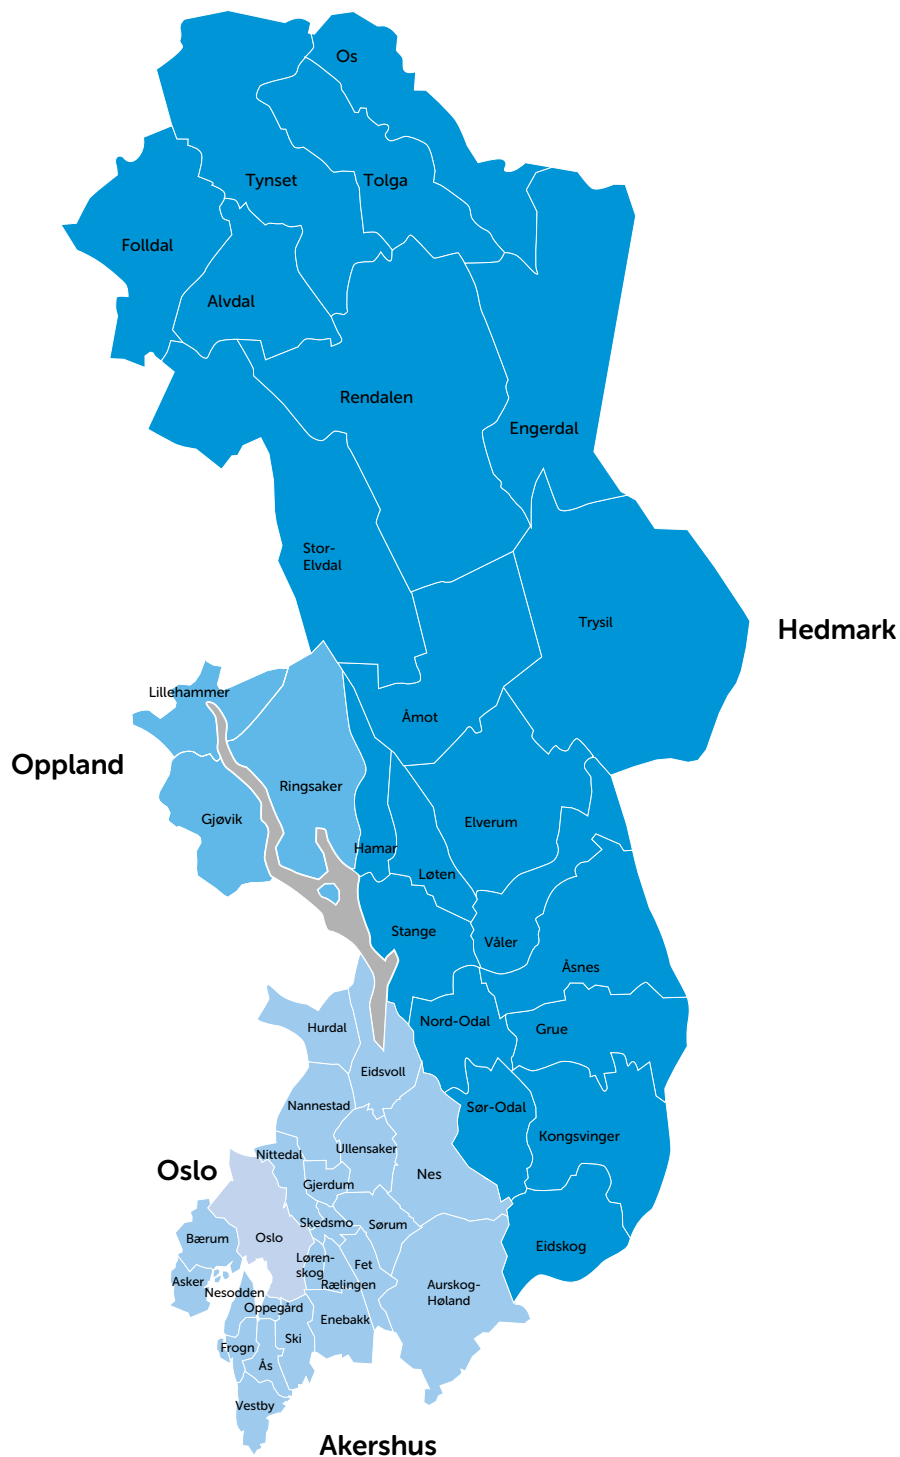 Os
Tynset
Tolga
Folldal
Alvdal
Rendalen
Engerdal
Stor-
Elvdal
Trysil
Hedmark
Lillehammer
Åmot
Oppland
Ringsaker
Gjøvik
Elverum
Hamar
Løten
Stange
Våler
Åsnes
Nord-Odal
Grue
Hurdal
Eidsvoll
Nannestad
Sør-Odal
Kongsvinger
Ullensaker
Nittedal
Oslo
Nes
Gjerdum
Skedsmo
Sørum
Bærum
Oslo
Eidskog
Løren-
skog
Fet
Asker
Rælingen
Nesodden
Aurskog-
Høland
Oppegård
Enebakk
Ski
Frogn
Ås
Vestby
Akershus